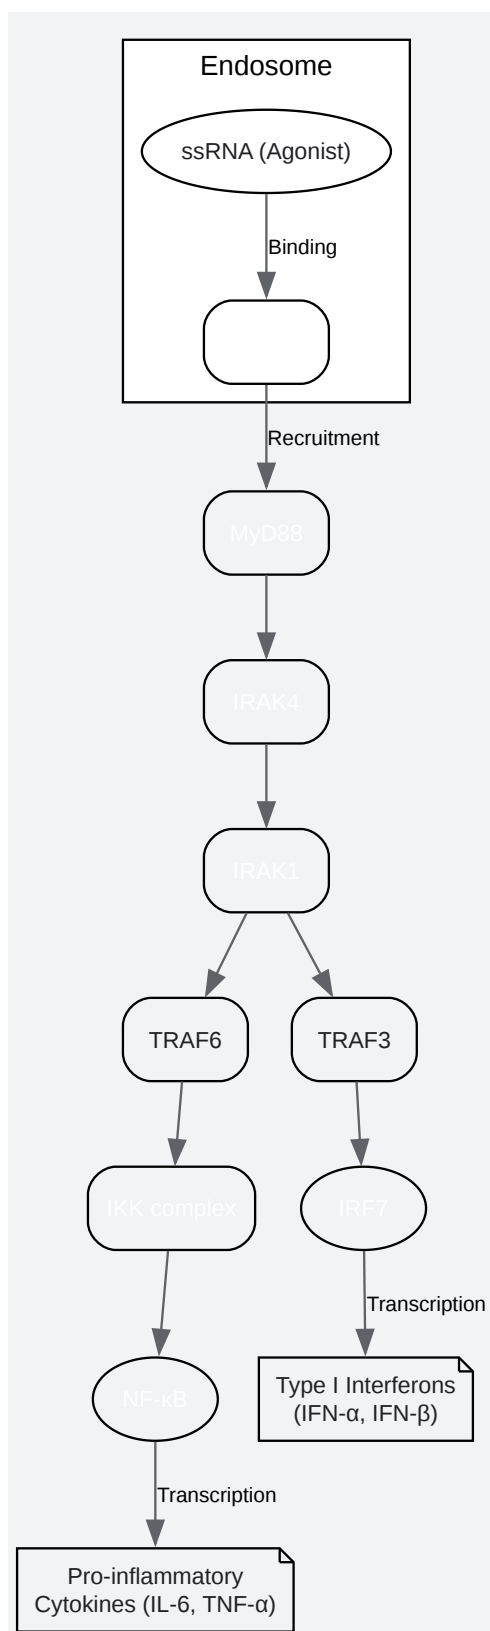 Endosome
ssRNA (Agonist)
Binding
Recruitment
MyD88
IRAK4
IRAK1
TRAF6
TRAF3
IKK complex
IRF7
Transcription
Type I Interferons
(IFN-α, IFN-β)
NF-κB
Transcription
Pro-inflammatory
Cytokines (IL-6, TNF-α)